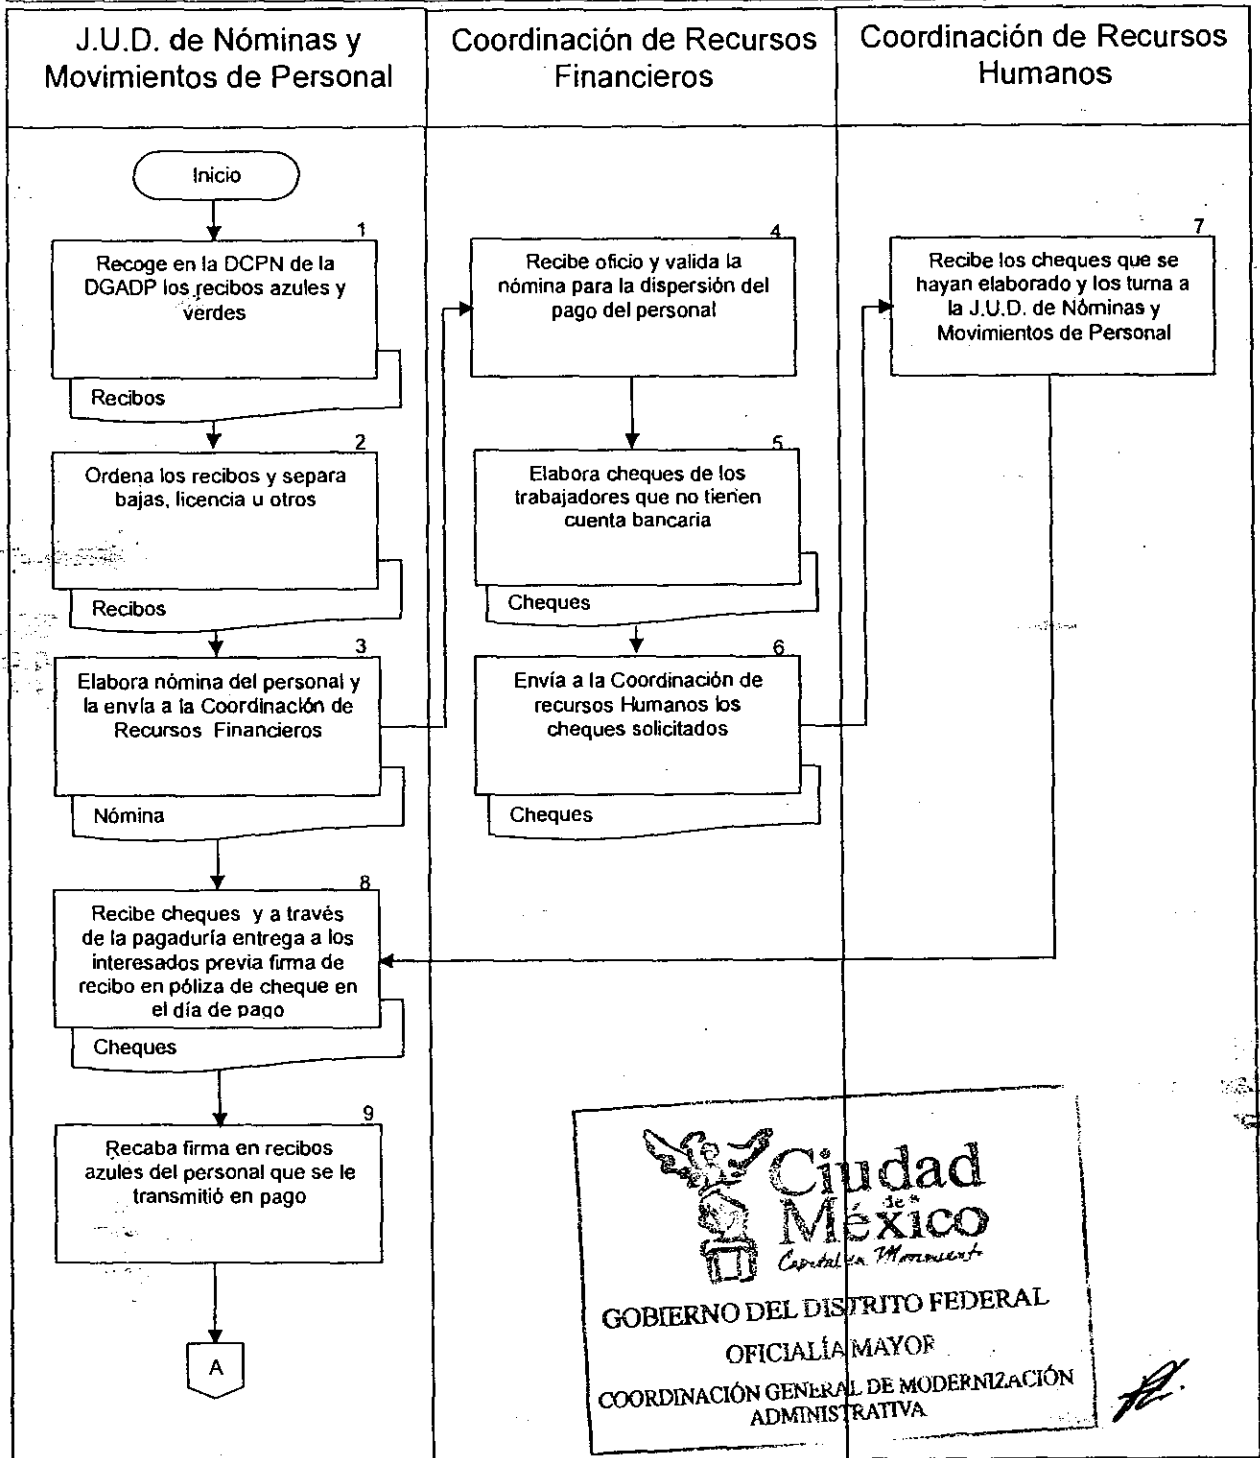 J.U.D. de Nóminas y
Movimientos de Personal
Coordinación de Recursos
Financieros
Coordinación de Recursos
Humanos
Inicio
1
Recoge en la DCPN de la
DGADP los recibos azules y
verdes
Recibos
2
Ordena los recibos y separa
bajas, licencia u otros
Recibos
3
Elabora nómina del personal y
la envía a la Coordinación de
Recursos Financieros
Nómina
4
Recibe oficio y valida la
nómina para la dispersión del
pago del personal
5
Elabora cheques de los
trabajadores que no tienen
cuenta bancaria
Cheques
6
Envía a la Coordinación de
recursos Humanos los
cheques solicitados
Cheques
7
Recibe los cheques que se
hayan elaborado y los turna a
la J.U.D. de Nóminas y
Movimientos de Personal
8
Recibe cheques y a través
de la pagaduría entrega a los
interesados previa firma de
recibo en póliza de cheque en
el día de pago
Cheques
9
Recaba firma en recibos
azules del personal que se le
transmitió en pago
A
Ciudad
de
México
Capital en Movimiento
GOBIERNO DEL DISTRITO FEDERAL
OFICIALÍA MAYOR
COORDINACIÓN GENERAL DE MODERNIZACIÓN
ADMINISTRATIVA